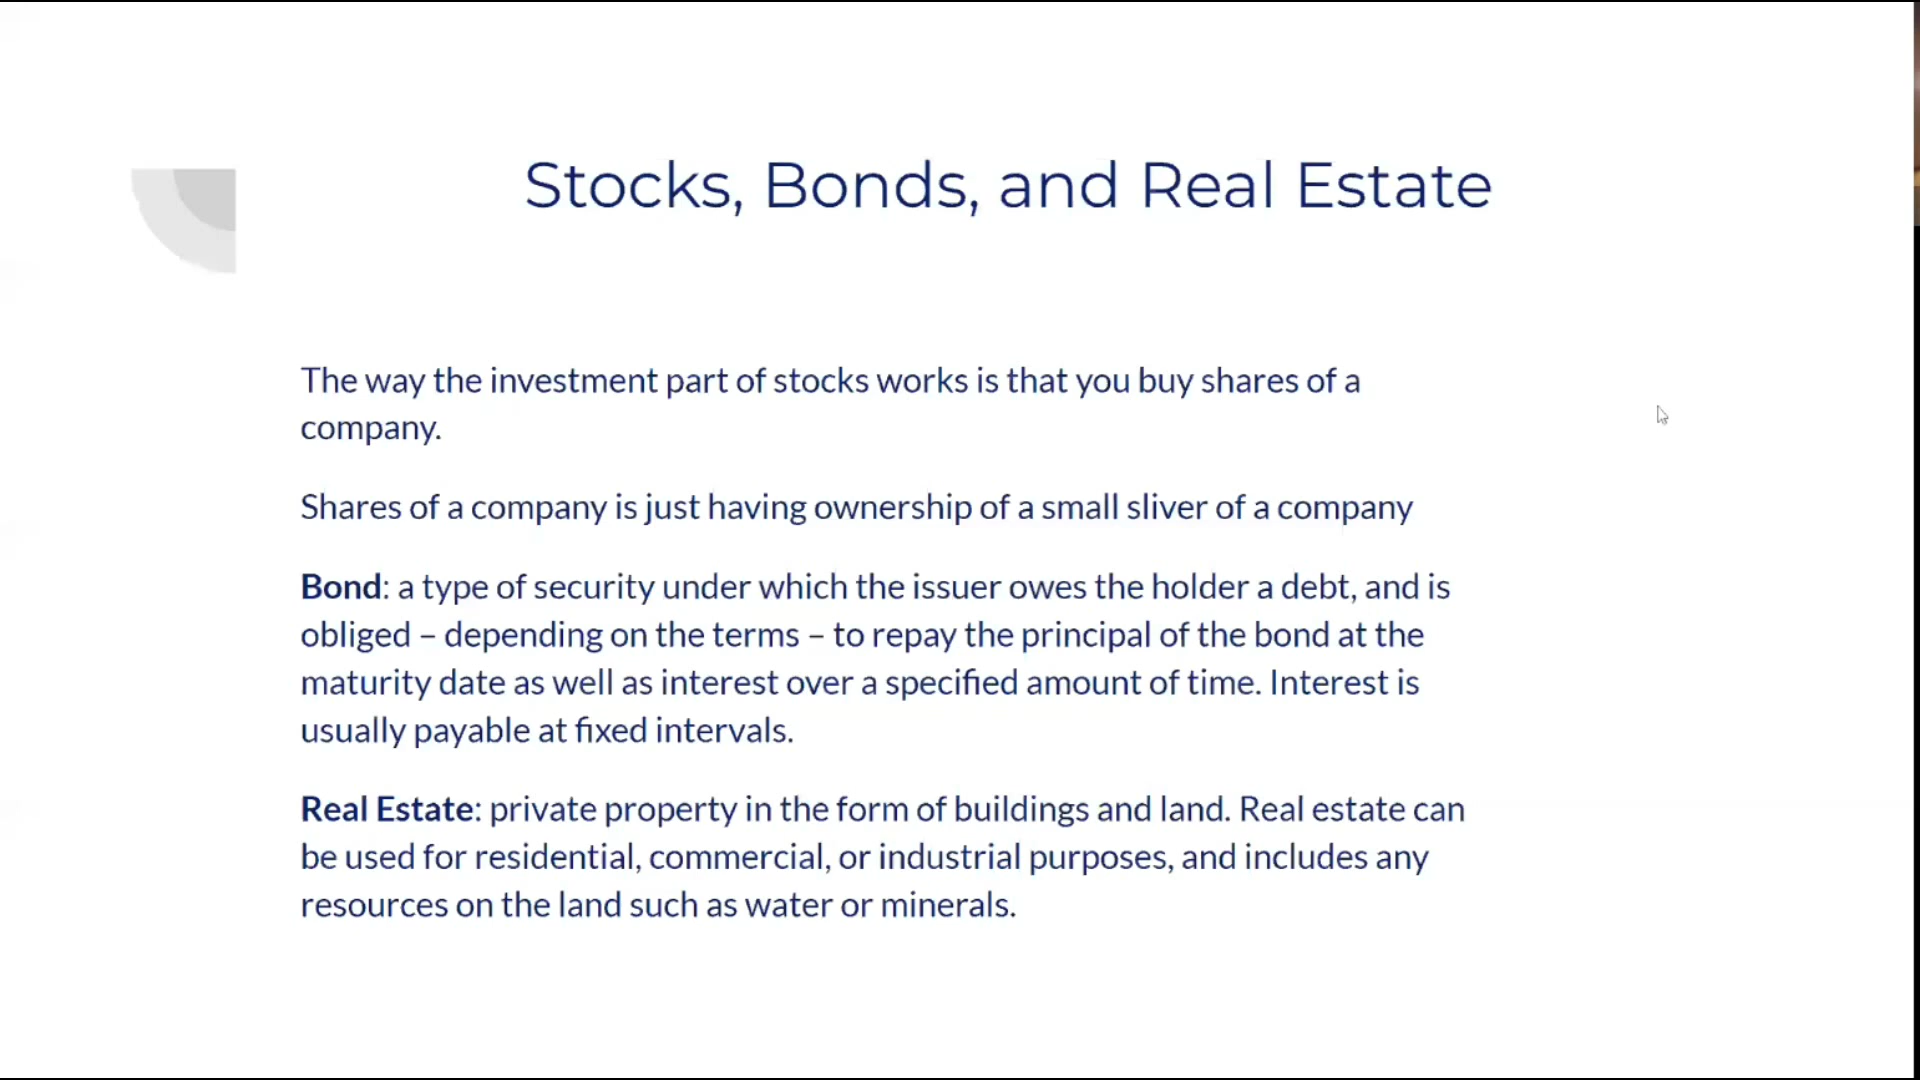 Stocks, Bonds, and Real Estate
The way the investment part of stocks works is that you buy shares of a
company.
Shares of a company is just having ownership of a small sliver of a company
Bond: a type of security under which the issuer owes the holder a debt, and is
obliged – depending on the terms – to repay the principal of the bond at the
maturity date as well as interest over a specified amount of time. Interest is
usually payable at fixed intervals.
Real Estate: private property in the form of buildings and land. Real estate can
be used for residential, commercial, or industrial purposes, and includes any
resources on the land such as water or minerals.